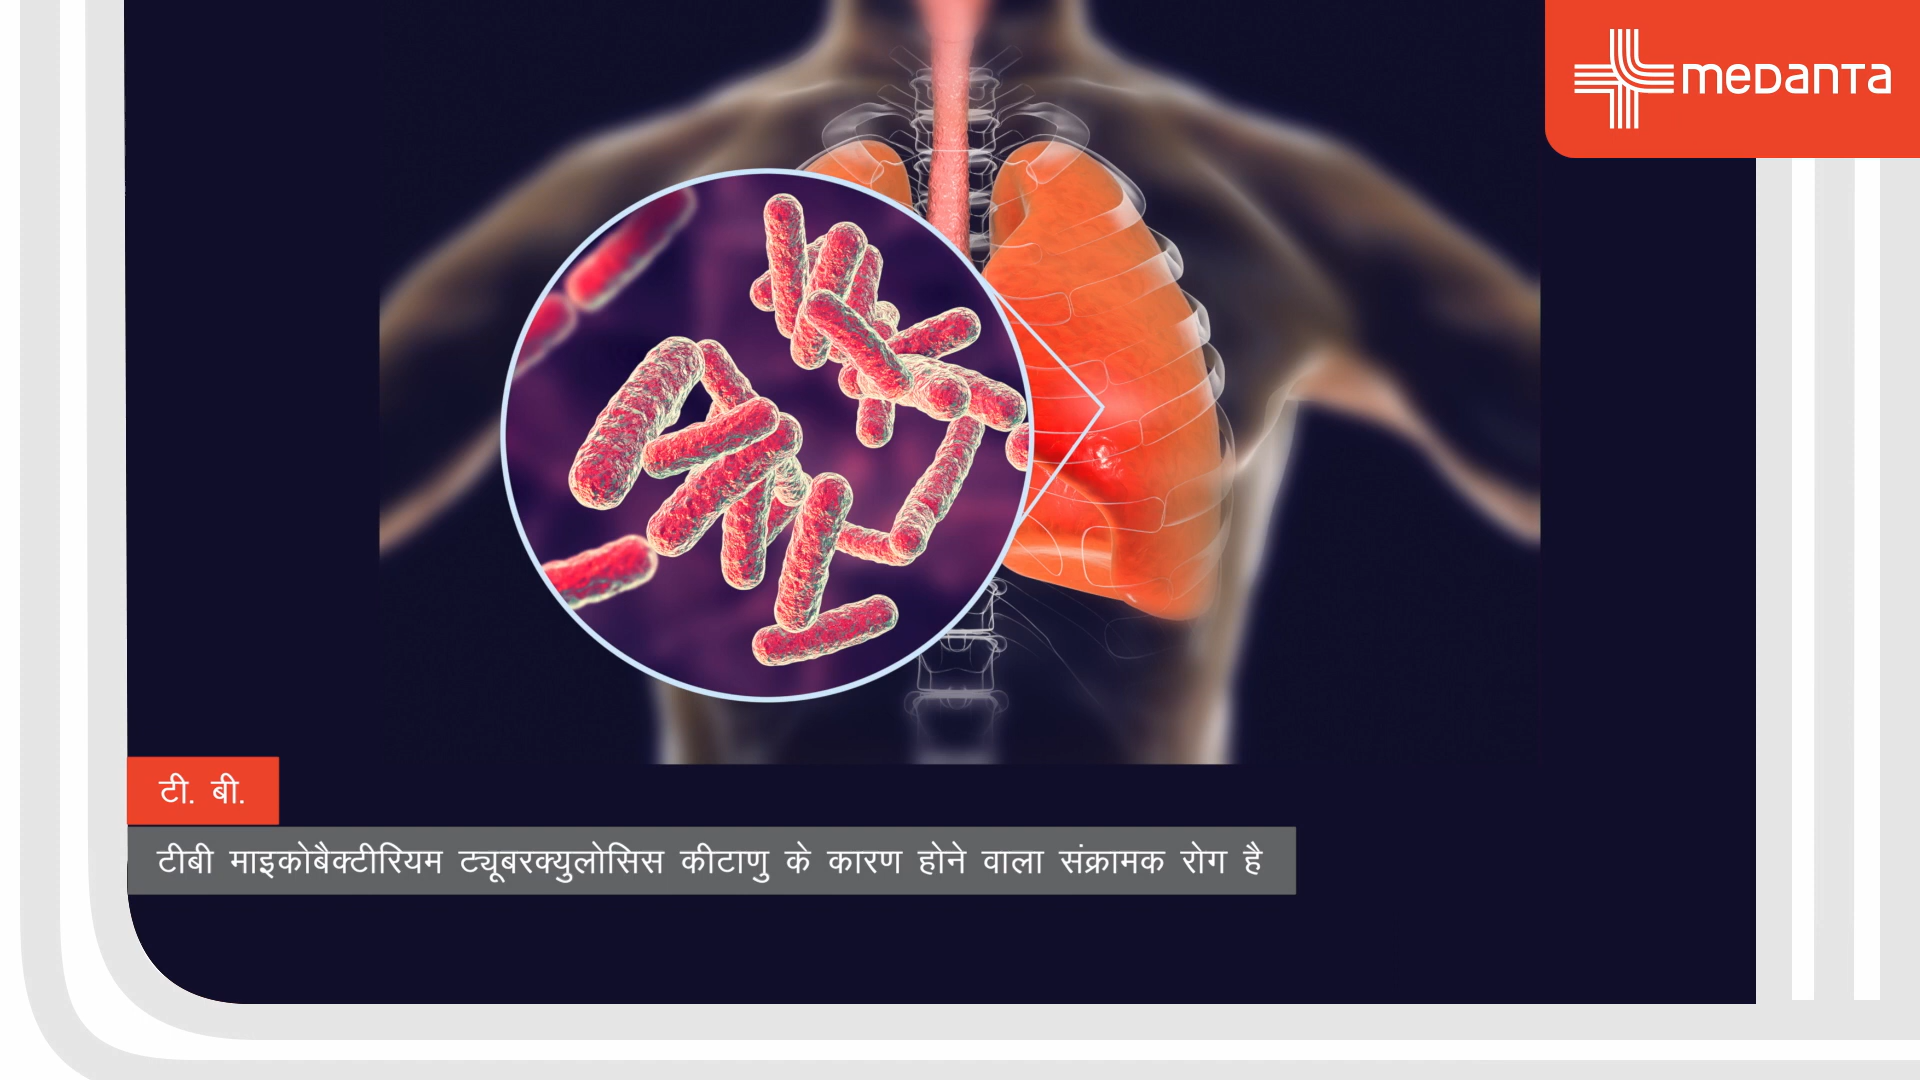 medanta
टी. बी.
टीबी माइकोबैक्टीरियम ट्यूबरक्युलोसिस कीटाणु के कारण होने वाला संक्रामक रोग है